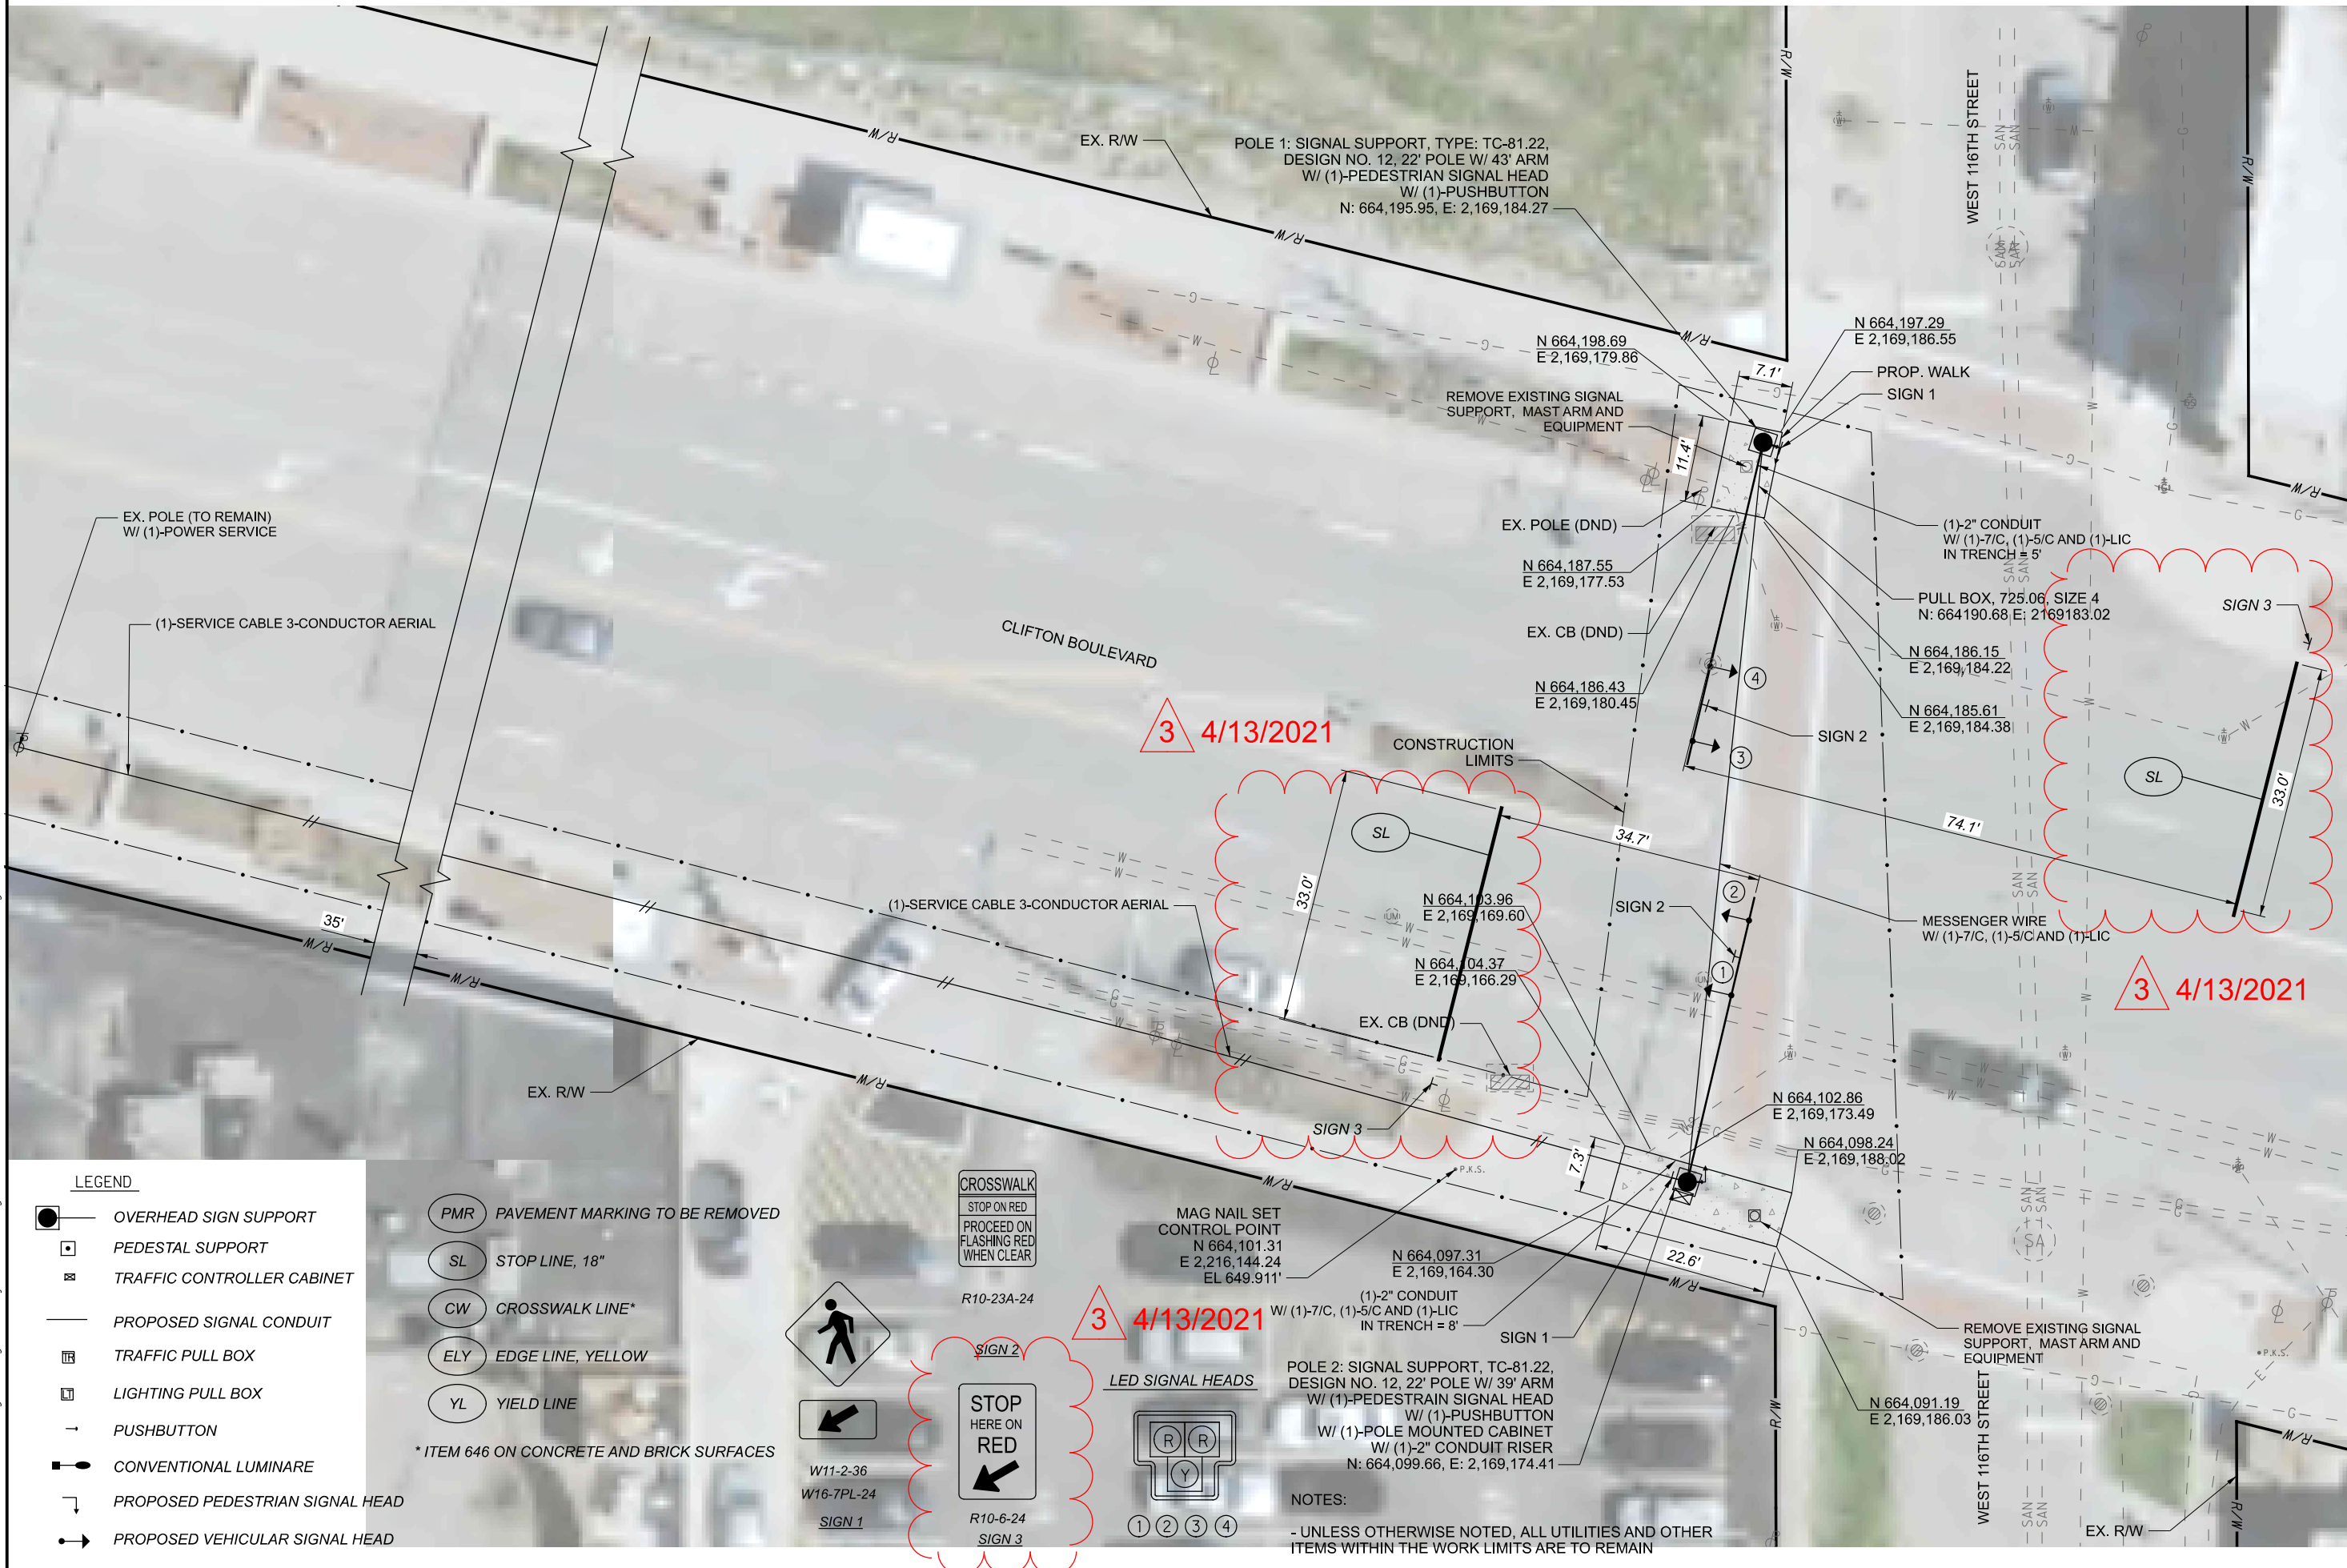 EX. R/W
POLE 1: SIGNAL SUPPORT, TYPE: TC-81.22,
DESIGN NO. 12, 22' POLE W/ 43' ARM
W/ (1)-PEDESTRIAN SIGNAL HEAD
W/ (1)-PUSHBUTTON
N: 664,195.95, E: 2,169,184.27
R/W
R/W
R/W
R/W
R/W
R/W
WEST 116TH STREET
N 664,198.69
E 2,169,179.86
N 664,197.29
E 2,169,186.55
7.1'
PROP. WALK
SIGN 1
REMOVE EXISTING SIGNAL
SUPPORT, MAST ARM AND
EQUIPMENT
11.4'
EX. POLE (TO REMAIN)
W/ (1)-POWER SERVICE
EX. POLE (DND)
(1)-2" CONDUIT
W/ (1)-7/C, (1)-5/C AND (1)-LIC
IN TRENCH = 5'
N 664,187.55
E 2,169,177.53
PULL BOX, 725.06, SIZE 4
N: 664190.68 E: 2169183.02
SIGN 3
(1)-SERVICE CABLE 3-CONDUCTOR AERIAL
CLIFTON BOULEVARD
EX. CB (DND)
N 664,186.15
E 2,169,184.22
4
N 664,186.43
E 2,169,180.45
N 664,185.61
E 2,169,184.38
3 4/13/2021
SIGN 2
CONSTRUCTION
LIMITS
3
SL
33.0'
SL
34.7'
74.1'
33.0'
(1)-SERVICE CABLE 3-CONDUCTOR AERIAL
N 664,103.96
E 2,169,169.60
SIGN 2
2
MESSENGER WIRE
W/ (1)-7/C, (1)-5/C AND (1)-LIC
35'
R/W
R/W
N 664,104.37
E 2,169,166.29
1
3 4/13/2021
EX. CB (DND)
EX. R/W
R/W
SIGN 3
N 664,102.86
E 2,169,173.49
N 664,098.24
E 2,169,188.02
7.3'
P.K.S.
R/W
MAG NAIL SET
CONTROL POINT
N 664,101.31
E 2,216,144.24
EL 649.911'
N 664,097.31
E 2,169,164.30
22.6'
R/W
(1)-2" CONDUIT
W/ (1)-7/C, (1)-5/C AND (1)-LIC
IN TRENCH = 8'
SIGN 1
REMOVE EXISTING SIGNAL
SUPPORT, MAST ARM AND
EQUIPMENT
P.K.S.
POLE 2: SIGNAL SUPPORT, TC-81.22,
DESIGN NO. 12, 22' POLE W/ 39' ARM
W/ (1)-PEDESTRAIN SIGNAL HEAD
W/ (1)-PUSHBUTTON
W/ (1)-POLE MOUNTED CABINET
W/ (1)-2" CONDUIT RISER
N: 664,099.66, E: 2,169,174.41
R/W
N 664,091.19
E 2,169,186.03
WEST 116TH STREET
R/W
R/W
EX. R/W
NOTES:
- UNLESS OTHERWISE NOTED, ALL UTILITIES AND OTHER
ITEMS WITHIN THE WORK LIMITS ARE TO REMAIN
LEGEND
OVERHEAD SIGN SUPPORT
PEDESTAL SUPPORT
TRAFFIC CONTROLLER CABINET
PROPOSED SIGNAL CONDUIT
TR TRAFFIC PULL BOX
LT LIGHTING PULL BOX
PUSHBUTTON
CONVENTIONAL LUMINARE
PROPOSED PEDESTRIAN SIGNAL HEAD
PROPOSED VEHICULAR SIGNAL HEAD
PMR PAVEMENT MARKING TO BE REMOVED
SL STOP LINE, 18"
CW CROSSWALK LINE*
ELY EDGE LINE, YELLOW
YL YIELD LINE
* ITEM 646 ON CONCRETE AND BRICK SURFACES
W11-2-36
W16-7PL-24
SIGN 1
CROSSWALK
STOP ON RED
PROCEED ON
FLASHING RED
WHEN CLEAR
R10-23A-24
SIGN 2
3 4/13/2021
STOP
HERE ON
RED
R10-6-24
SIGN 3
LED SIGNAL HEADS
R R
Y
1 2 3 4